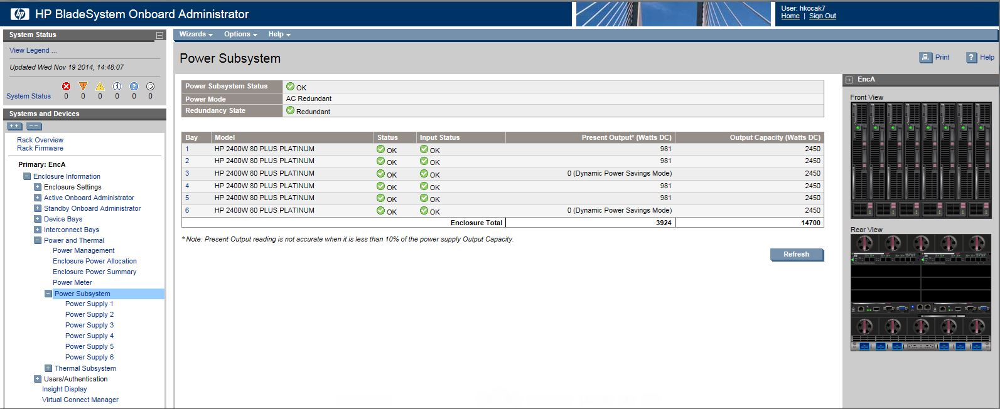 hp HP BladeSystem Onboard Administrator
User: hkocak7
Home | Sign Out
System Status
View Legend ...
Updated Wed Nov 19 2014, 14:48:07
System Status 0 0 0 0 0 0
Systems and Devices
Rack Overview
Rack Firmware
Primary: EncA
Enclosure Information
Enclosure Settings
Active Onboard Administrator
Standby Onboard Administrator
Device Bays
Interconnect Bays
Power and Thermal
Power Management
Enclosure Power Allocation
Enclosure Power Summary
Power Meter
Power Subsystem
Power Supply 1
Power Supply 2
Power Supply 3
Power Supply 4
Power Supply 5
Power Supply 6
Thermal Subsystem
Users/Authentication
Insight Display
Virtual Connect Manager
Wizards Options Help
Power Subsystem
Print ? Help
Power Subsystem Status OK
Power Mode AC Redundant
Redundancy State Redundant
Bay Model Status Input Status Present Output* (Watts DC) Output Capacity (Watts DC)
1 HP 2400W 80 PLUS PLATINUM OK OK 981 2450
2 HP 2400W 80 PLUS PLATINUM OK OK 981 2450
3 HP 2400W 80 PLUS PLATINUM OK OK 0 (Dynamic Power Savings Mode) 2450
4 HP 2400W 80 PLUS PLATINUM OK OK 981 2450
5 HP 2400W 80 PLUS PLATINUM OK OK 981 2450
6 HP 2400W 80 PLUS PLATINUM OK OK 0 (Dynamic Power Savings Mode) 2450
Enclosure Total 3924 14700
* Note: Present Output reading is not accurate when it is less than 10% of the power supply Output Capacity.
Refresh
EncA
Front View
Rear View